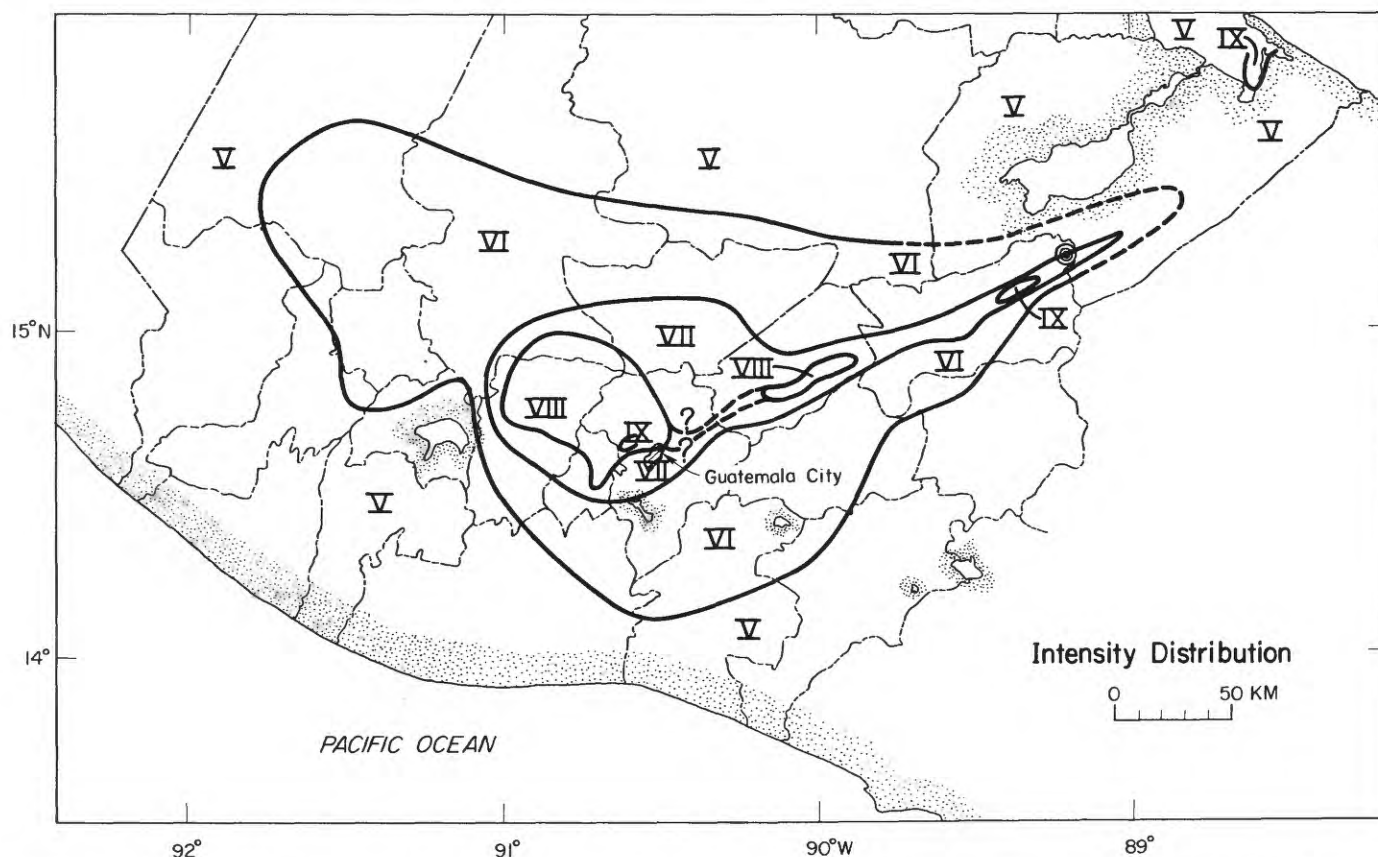 V
IX
V
V
V
V
VI
VI
15°N
VII
IX
VIII
VI
VIII
?
IX
?
VII
Guatemala City
V
VI
V
14°
Intensity Distribution
0 50 KM
PACIFIC OCEAN
92° 91° 90°W 89°